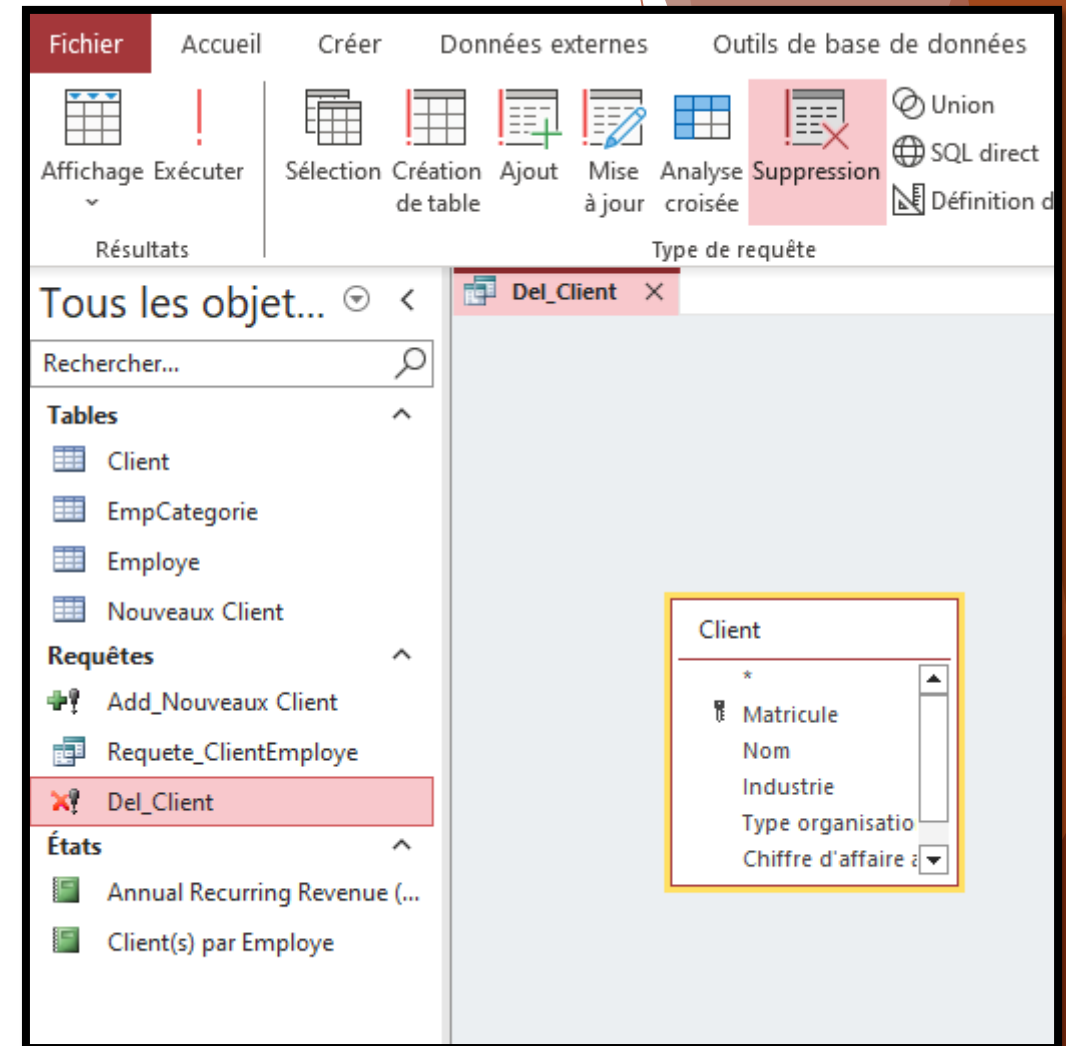 Fichier Accueil Créer Données externes Outils de base de données
Affichage Exécuter Sélection Création de table Ajout Mise à jour Analyse croisée Suppression
Union
SQL direct
Définition d
Résultats Type de requête
Tous les objet... Del_Client
Rechercher...
Tables
Client
EmpCategorie
Employe
Nouveaux Client
Requêtes
Add_Nouveaux Client
Requete_ClientEmploye
Del_Client
États
Annual Recurring Revenue (...
Client(s) par Employe
Client
*
Matricule
Nom
Industrie
Type organisatio
Chiffre d'affaire a